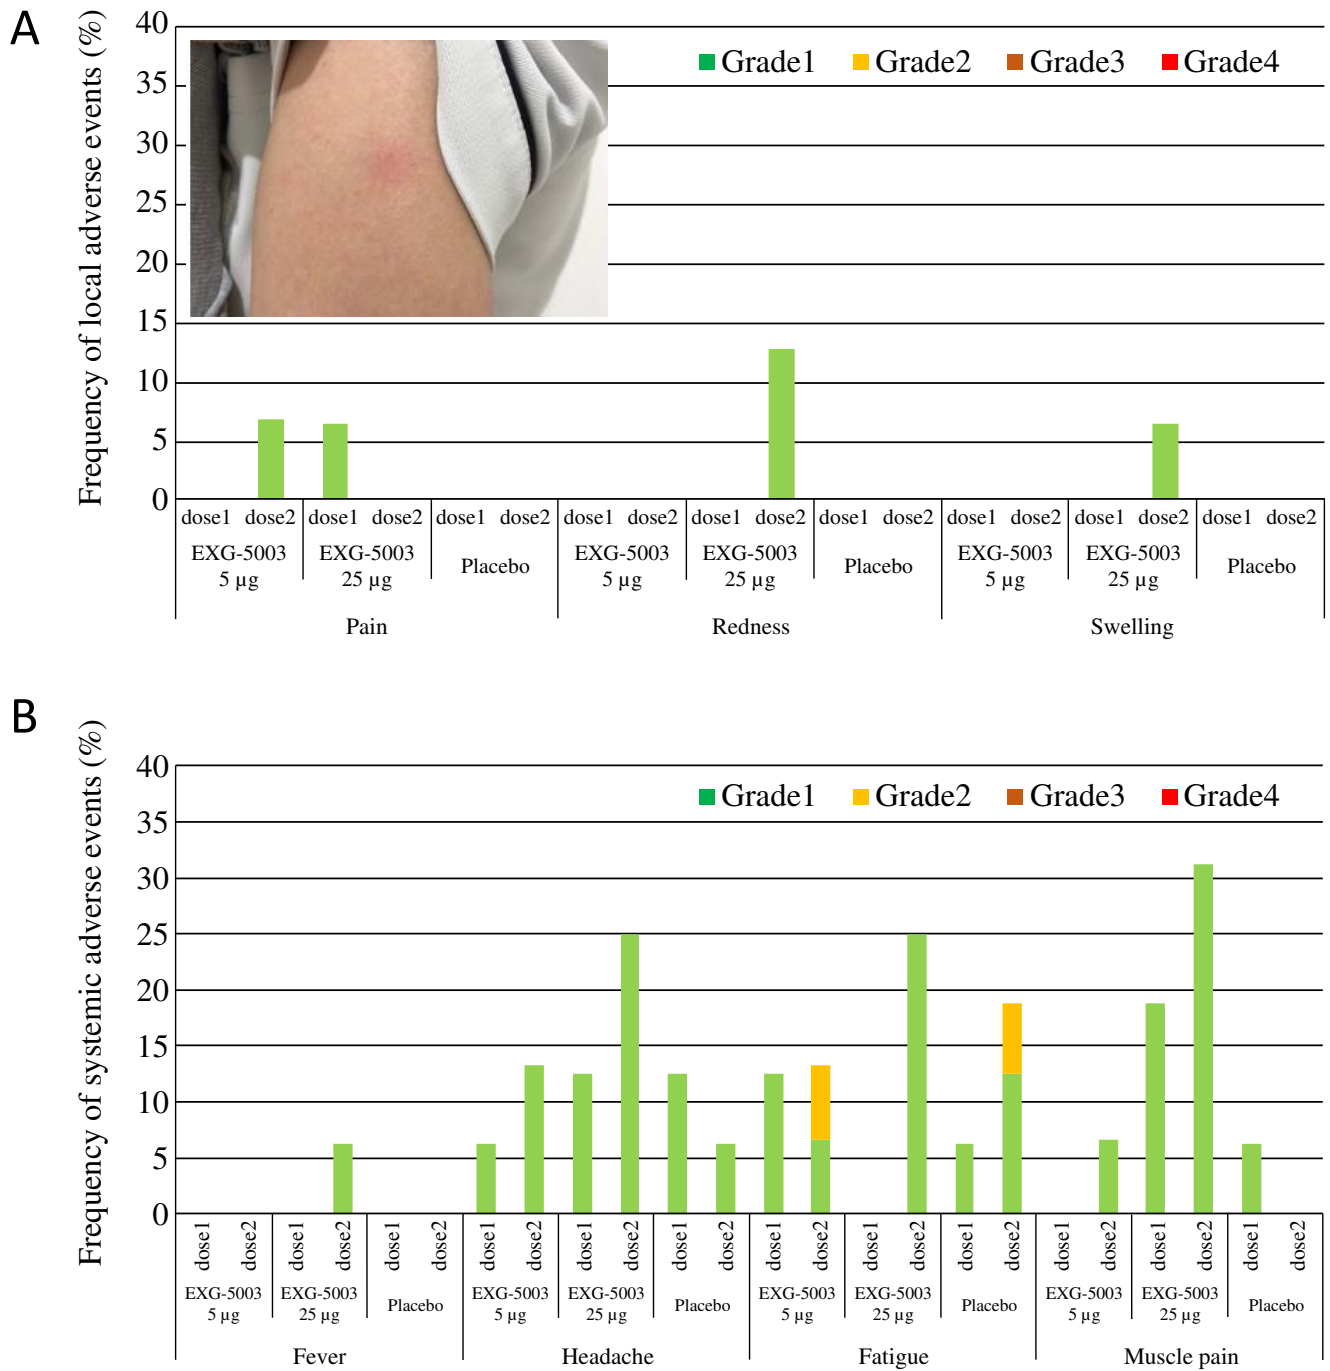 A
Frequency of local adverse events (%)
40
35
30
25
20
15
10
5
0
Grade1 Grade2 Grade3 Grade4
dose1 dose2 dose1 dose2 dose1 dose2 dose1 dose2 dose1 dose2 dose1 dose2 dose1 dose2 dose1 dose2 dose1 dose2
EXG-5003 EXG-5003 Placebo EXG-5003 EXG-5003 Placebo EXG-5003 EXG-5003 Placebo
5 µg 25 µg 5 µg 25 µg 5 µg 25 µg
Pain Redness Swelling
B
Frequency of systemic adverse events (%)
40
35
30
25
20
15
10
5
0
Grade1 Grade2 Grade3 Grade4
dose1 dose2 dose1 dose2 dose1 dose2 dose1 dose2 dose1 dose2 dose1 dose2 dose1 dose2 dose1 dose2 dose1 dose2 dose1 dose2 dose1 dose2 dose1 dose2
EXG-5003 EXG-5003 Placebo EXG-5003 EXG-5003 Placebo EXG-5003 EXG-5003 Placebo EXG-5003 EXG-5003 Placebo
5 µg 25 µg 5 µg 25 µg 5 µg 25 µg 5 µg 25 µg
Fever Headache Fatigue Muscle pain